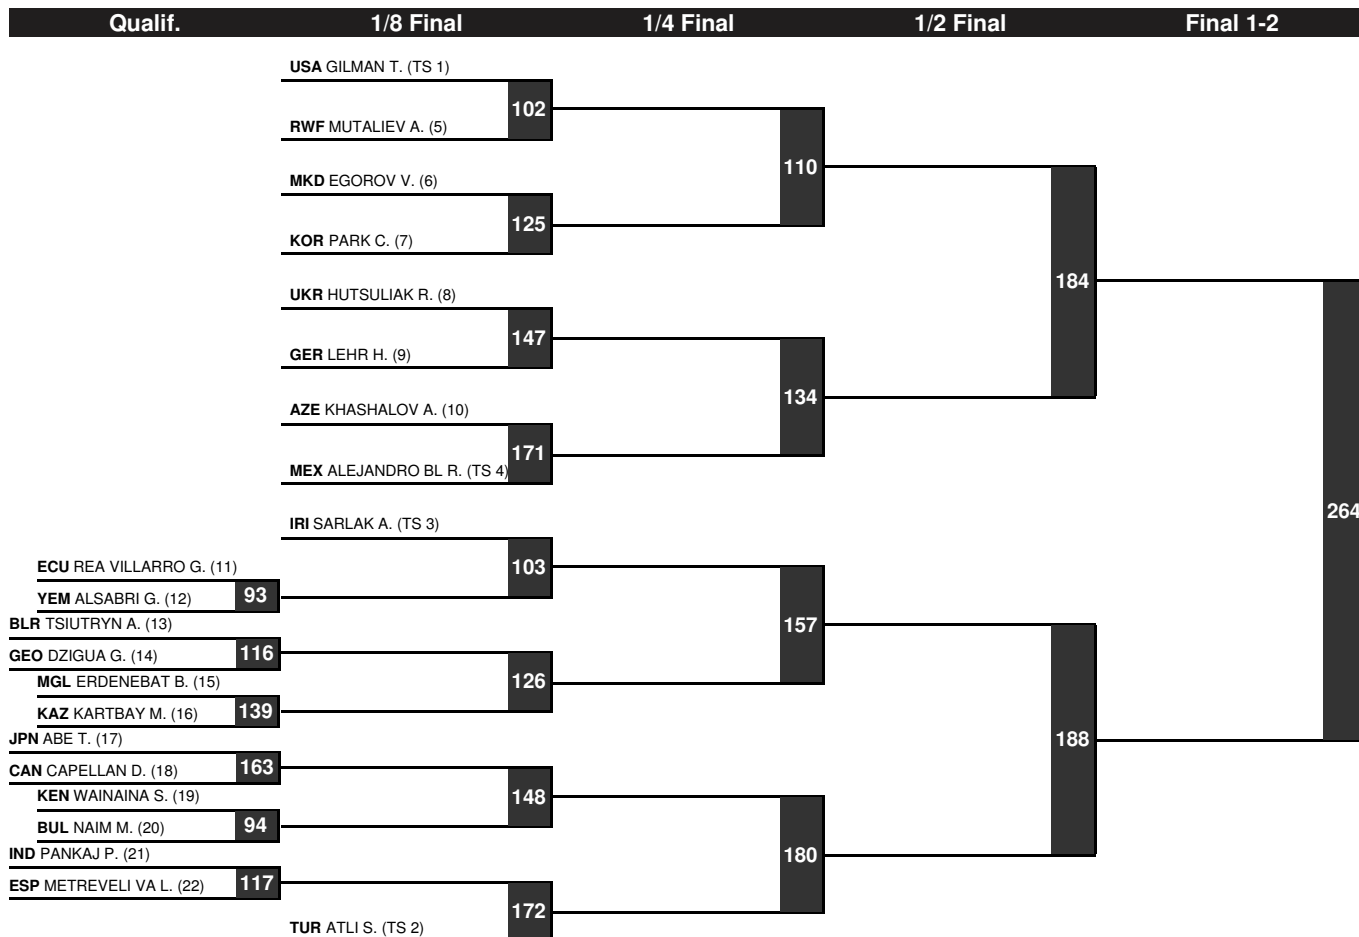 Qualif. 1/8 Final 1/4 Final 1/2 Final Final 1-2
USA GILMAN T. (TS 1)
102
RWF MUTALIEV A. (5)
110
MKD EGOROV V. (6)
125
KOR PARK C. (7)
184
UKR HUTSULIAK R. (8)
147
GER LEHR H. (9)
134
AZE KHASHALOV A. (10)
171
MEX ALEJANDRO BL R. (TS 4)
264
IRI SARLAK A. (TS 3)
ECU REA VILLARRO G. (11)
103
YEM ALSABRI G. (12)
93
BLR TSIUTRYN A. (13)
157
GEO DZIGUA G. (14)
116
MGL ERDENEBAT B. (15)
126
KAZ KARTBAY M. (16)
139
JPN ABE T. (17)
188
CAN CAPELLAN D. (18)
163
KEN WAINAINA S. (19)
148
BUL NAIM M. (20)
94
IND PANKAJ P. (21)
180
ESP METREVELI VA L. (22)
117
172
TUR ATLI S. (TS 2)